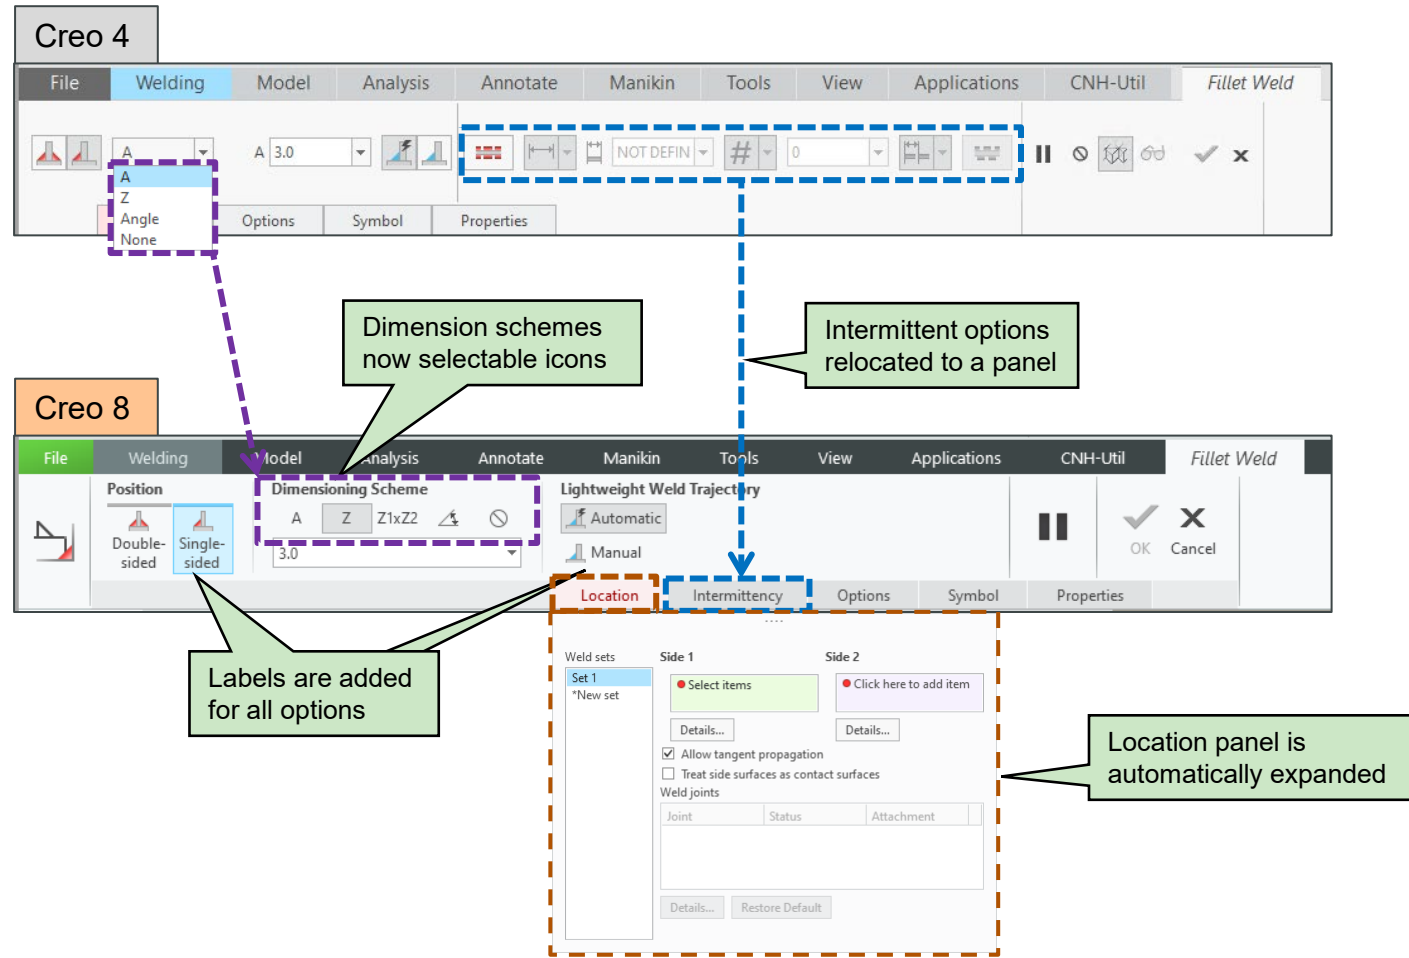 Creo 4
File Welding Model Analysis Annotate Manikin Tools View Applications CNH-Util Fillet Weld
A A 3.0 NOT DEFIN # 0
A
Z
Angle
None
Options Symbol Properties
Dimension schemes
now selectable icons
Intermittent options
relocated to a panel
Creo 8
File Welding Model Analysis Annotate Manikin Tools View Applications CNH-Util Fillet Weld
Position Dimensioning Scheme Lightweight Weld Trajectory
A Z Z1xZ2 Automatic
Double-
sided
Single-
sided
3.0 Manual
OK Cancel
Location Intermittency Options Symbol Properties
Labels are added
for all options
Weld sets Side 1 Side 2
Set 1 Select items Click here to add item
*New set
Details... Details...
Allow tangent propagation
Treat side surfaces as contact surfaces
Weld joints
Joint Status Attachment
Details... Restore Default
Location panel is
automatically expanded